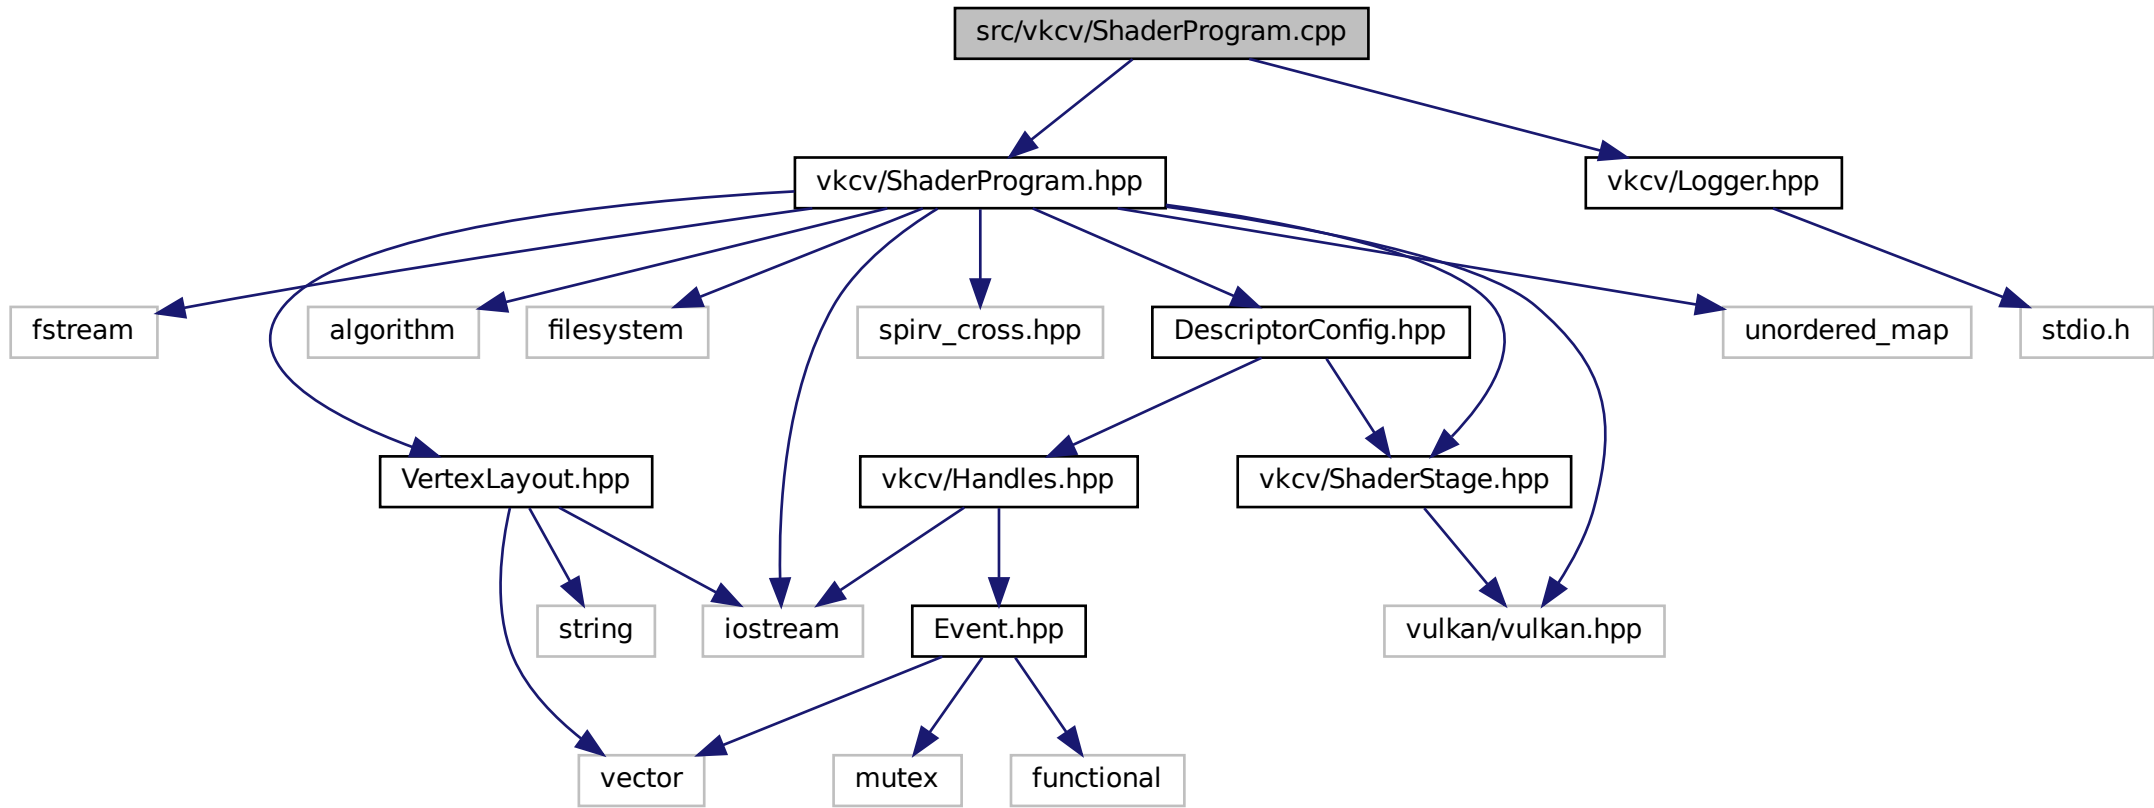 src/vkcv/ShaderProgram.cpp
vkcv/ShaderProgram.hpp
vkcv/Logger.hpp
fstream
algorithm
filesystem
spirv_cross.hpp
DescriptorConfig.hpp
unordered_map
stdio.h
VertexLayout.hpp
vkcv/Handles.hpp
vkcv/ShaderStage.hpp
string
iostream
Event.hpp
vulkan/vulkan.hpp
vector
mutex
functional